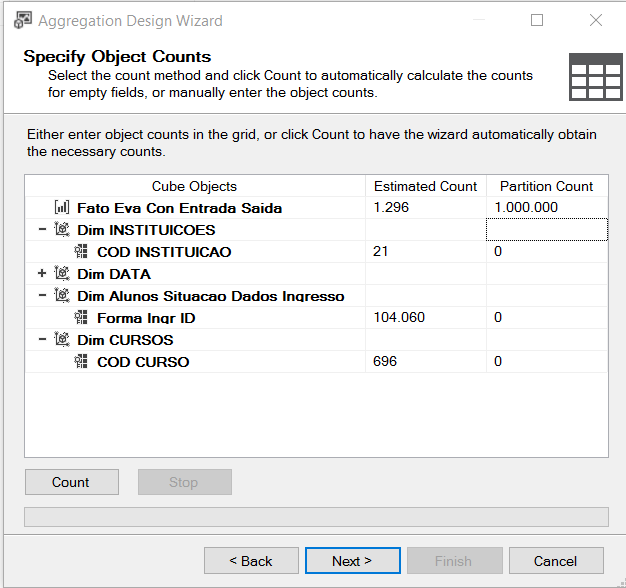 Aggregation Design Wizard
Specify Object Counts
Select the count method and click Count to automatically calculate the counts
for empty fields, or manually enter the object counts.
Either enter object counts in the grid, or click Count to have the wizard automatically obtain
the necessary counts.
Cube Objects Estimated Count Partition Count
Fato Eva Con Entrada Saida 1.296 1.000.000
Dim INSTITUICOES
COD INSTITUICAO 21 0
Dim DATA
Dim Alunos Situacao Dados Ingresso
Forma Ingr ID 104.060 0
Dim CURSOS
COD CURSO 696 0
Count Stop
< Back Next > Finish Cancel